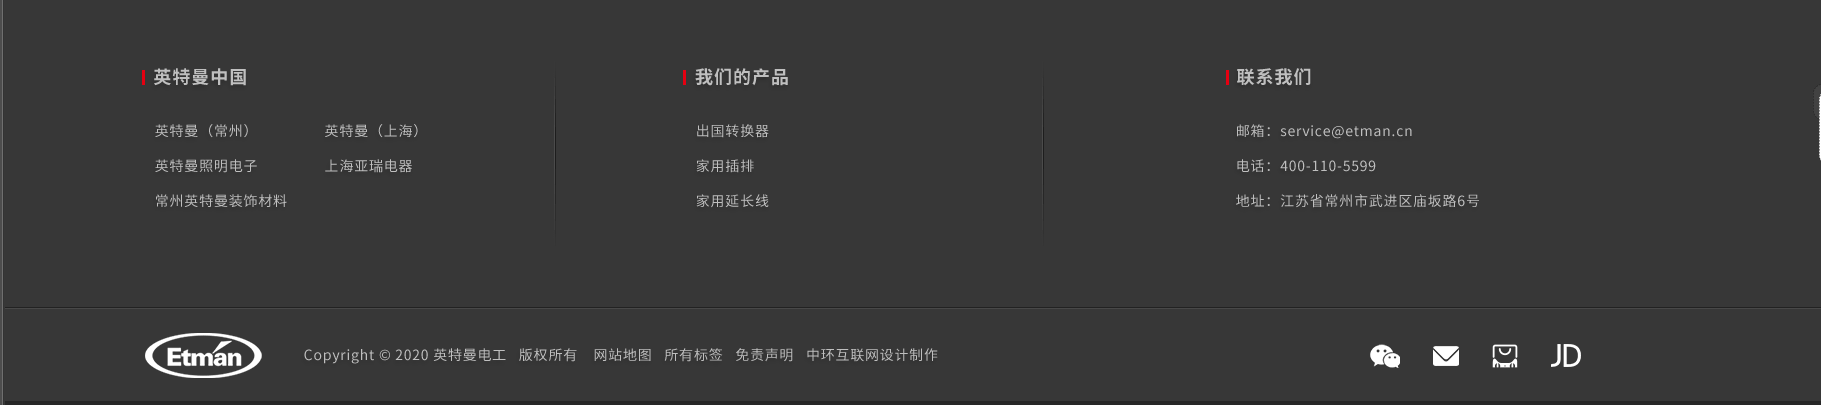 英特曼中国
英特曼（常州）
英特曼（上海）
英特曼照明电子
上海亚瑞电器
常州英特曼装饰材料
我们的产品
出国转换器
家用插排
家用延长线
联系我们
邮箱：service@etman.cn
电话：400-110-5599
地址：江苏省常州市武进区庙坂路6号
Etman
Copyright © 2020 英特曼电工 版权所有 网站地图 所有标签 免责声明 中环互联网设计制作
JD